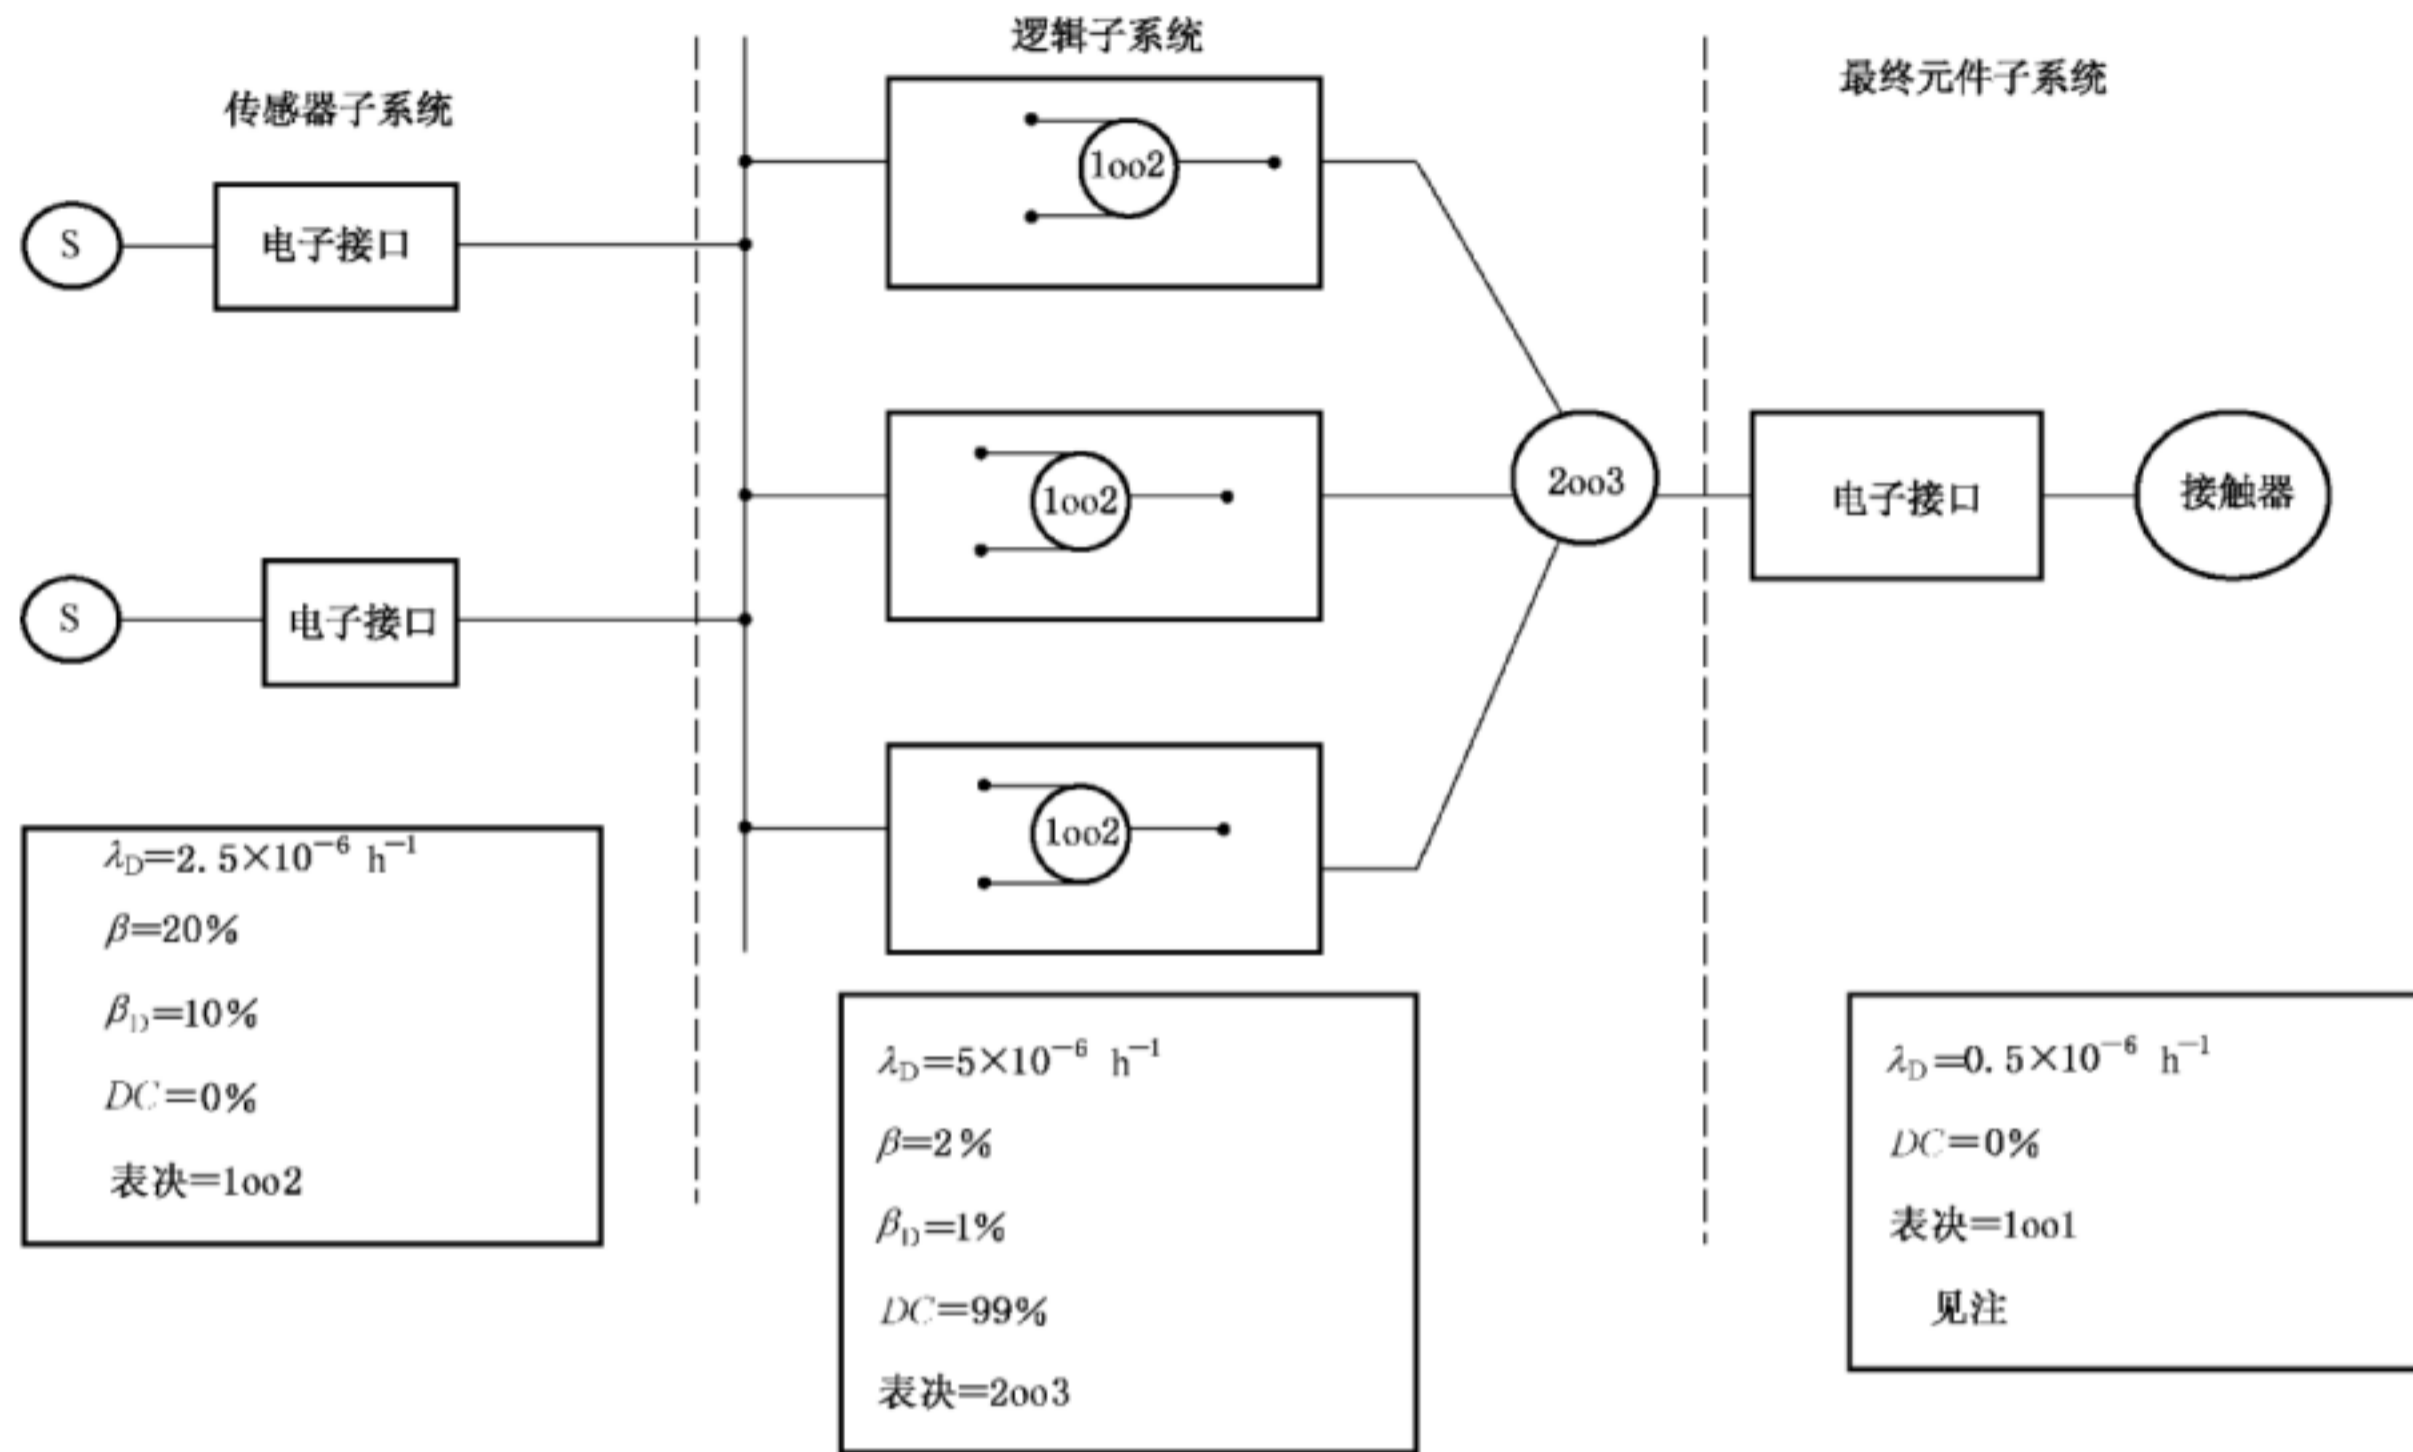 传感器子系统
S
电子接口
S
电子接口
λD=2.5×10⁻⁶ h⁻¹
β=20%
βD=10%
DC=0%
表决=1oo2
逻辑子系统
1oo2
1oo2
1oo2
2oo3
λD=5×10⁻⁶ h⁻¹
β=2%
βD=1%
DC=99%
表决=2oo3
最终元件子系统
电子接口
接触器
λD=0.5×10⁻⁶ h⁻¹
DC=0%
表决=1oo1
见注